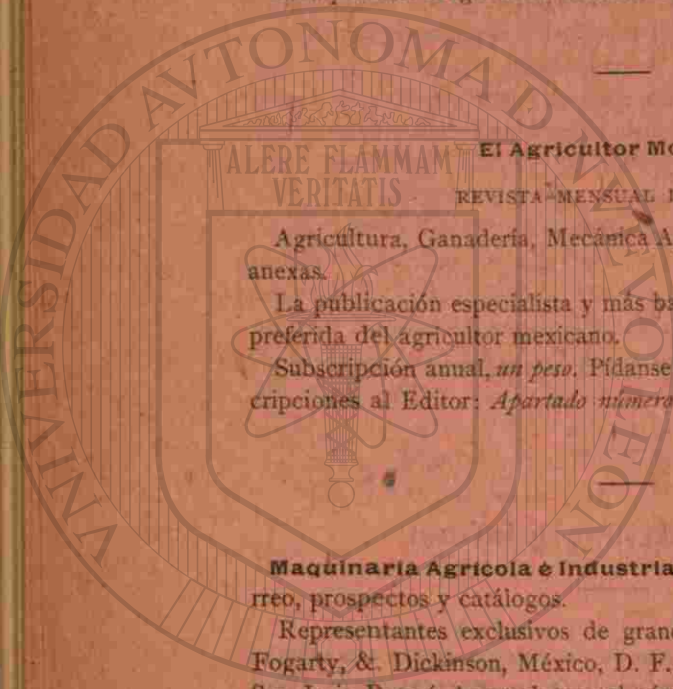 UNIVERSIDAD AUTONOMA DE NUEVO LEON
ALERE FLAMMAM
VERITATIS
El Agricultor Mo
REVISTA MENSUAL
Agricultura, Ganadería, Mecánica A
anexas.
La publicación especialista y más ba
preferida del agricultor mexicano.
Subscripción anual, un peso. Pídanse
cripciones al Editor: Apartado número
Maquinaria Agrícola é Industria
rreo, prospectos y catálogos.
Representantes exclusivos de gran
Fogarty, & Dickinson, México, D. F.